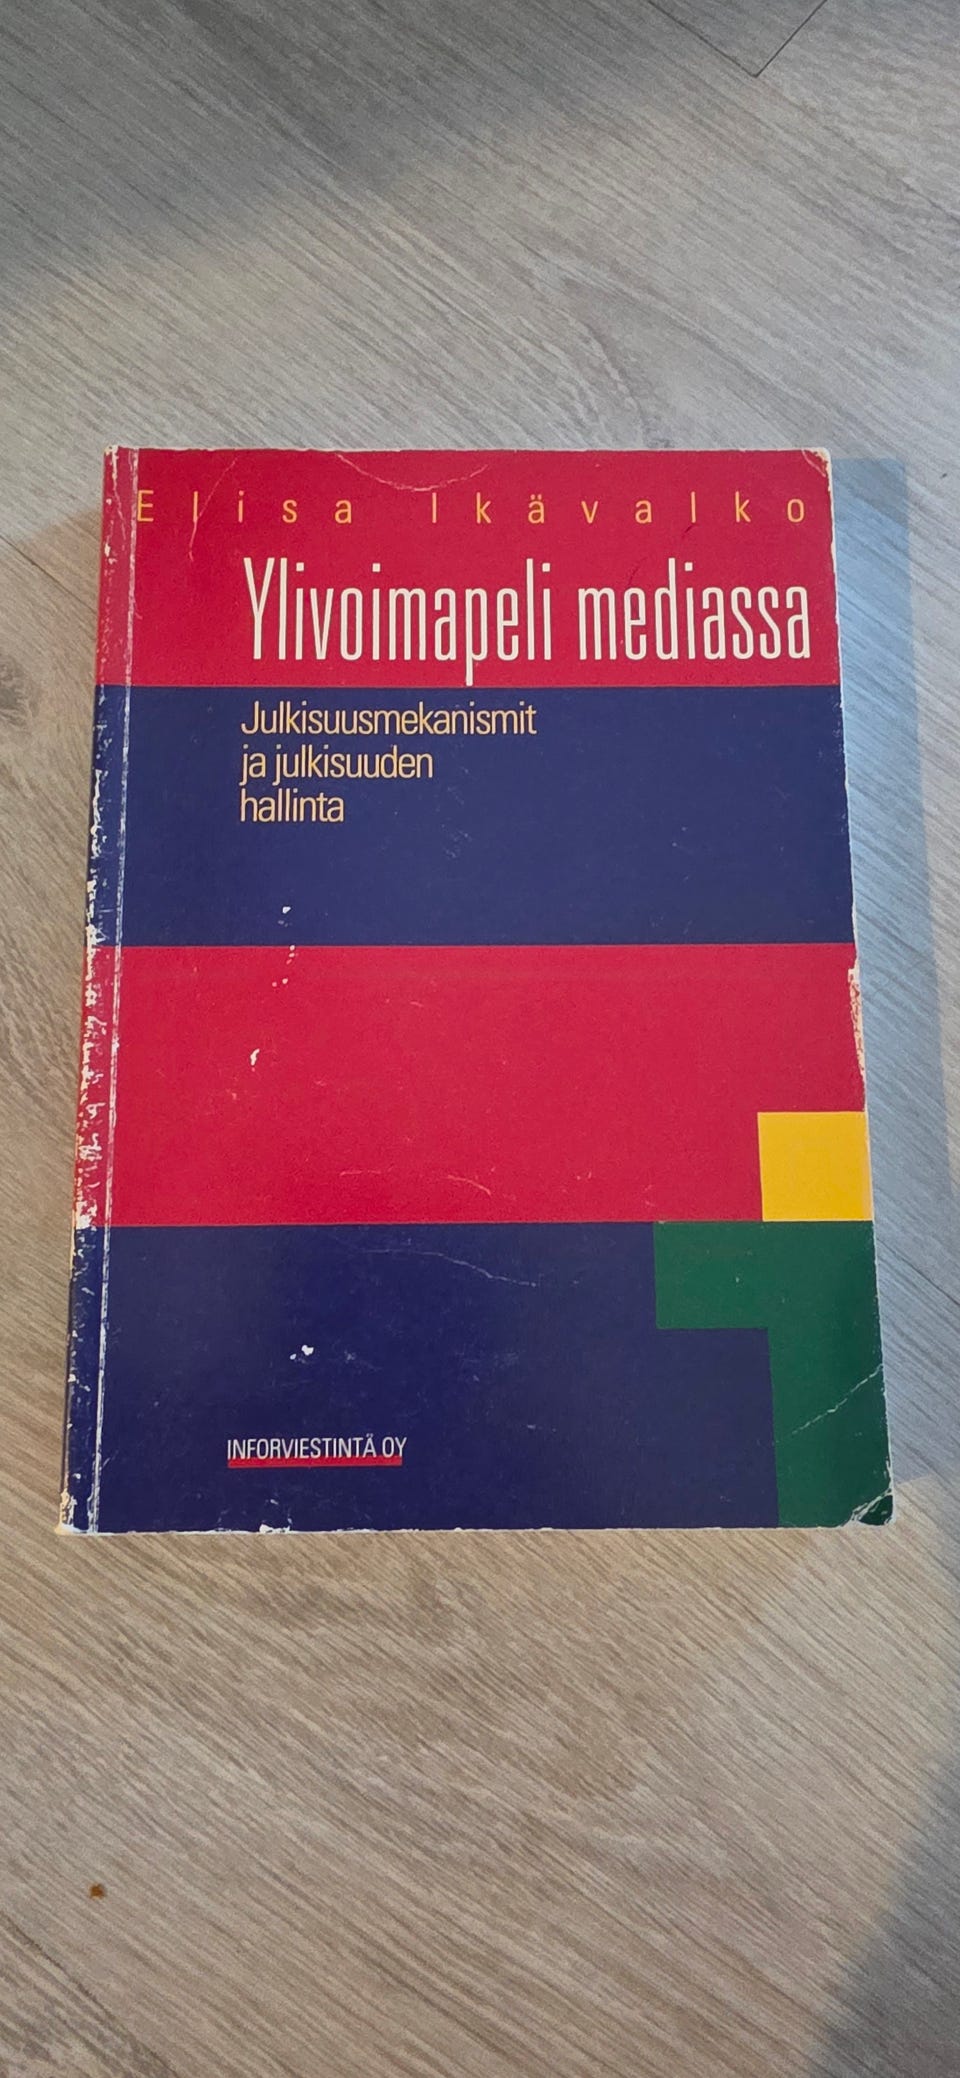 Elisa Ikävalko
Ylivoimapeli mediassa
Julkisuusmekanismit
ja julkisuuden
hallinta
INFORVIESTINTÄ OY